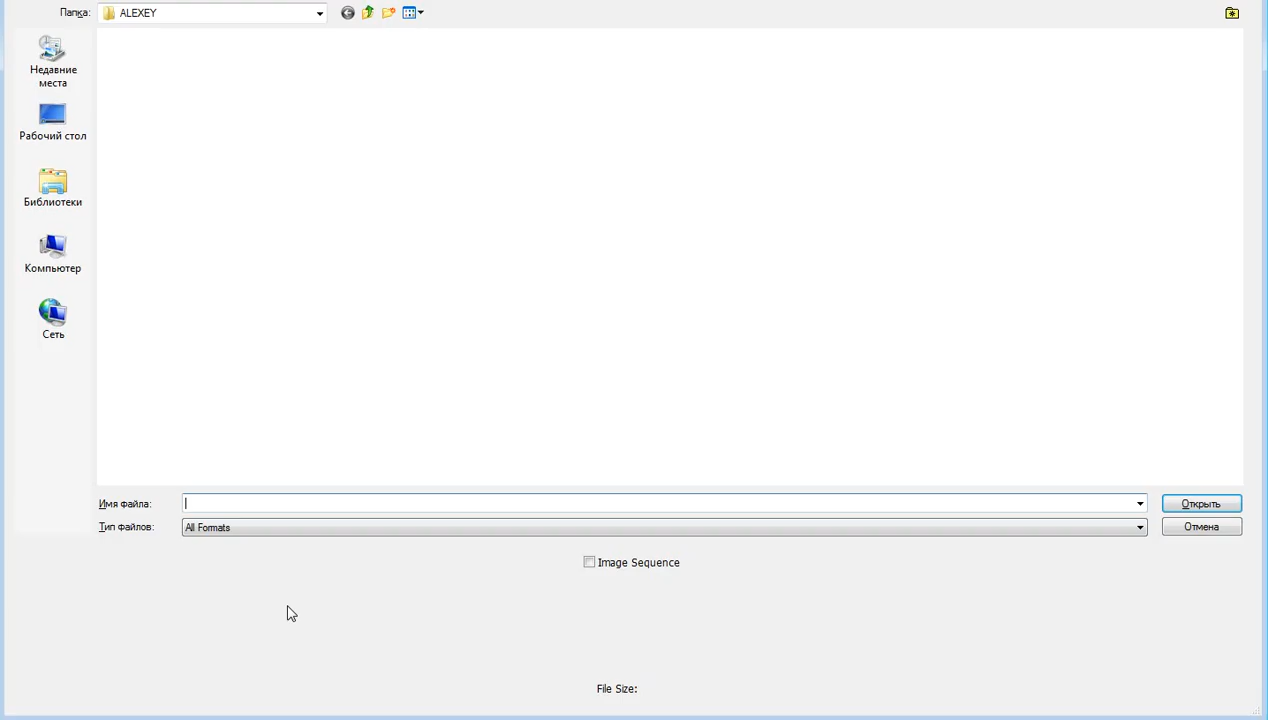 Папка: ALEXEY
Недавние
места
Рабочий стол
Библиотеки
Компьютер
Сеть
Имя файла: Открыть
Тип файлов: All Formats Отмена
Image Sequence
File Size: